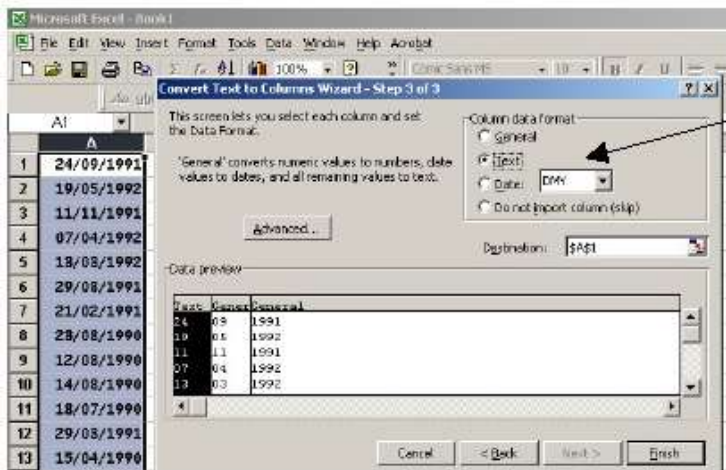 Microsoft Excel - Book1
File Edit View Insert Format Tools Data Window Help Acrobat
100% Comic Sans MS 10 B I U
Convert Text to Columns Wizard - Step 3 of 3
This screen lets you select each column and set
the Data Format.
'General' converts numeric values to numbers, date
values to dates, and all remaining values to text.
Advanced...
Column data format
General
Text
Date: DMY
Do not import column (skip)
Destination: $A$1
Data preview
Text General General
24 09 1991
19 05 1992
11 11 1991
07 04 1992
13 03 1992
Cancel < Back Next > Finish
A1
A
1 24/09/1991
2 19/05/1992
3 11/11/1991
4 07/04/1992
5 13/03/1992
6 29/08/1991
7 21/02/1991
8 23/08/1990
9 12/08/1990
10 14/08/1990
11 18/07/1990
12 29/03/1991
13 15/04/1990